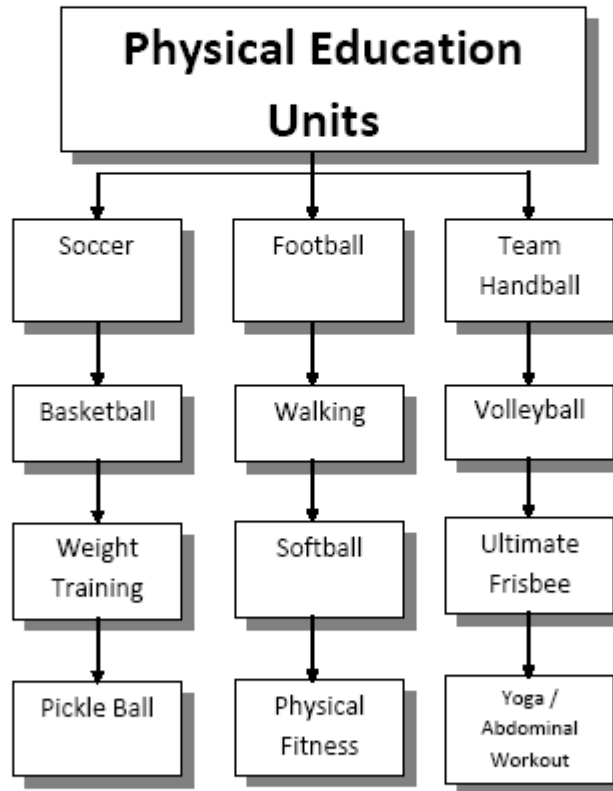 Physical Education
Units
Soccer
Football
Team
Handball
Basketball
Walking
Volleyball
Weight
Training
Softball
Ultimate
Frisbee
Pickle Ball
Physical
Fitness
Yoga /
Abdominal
Workout